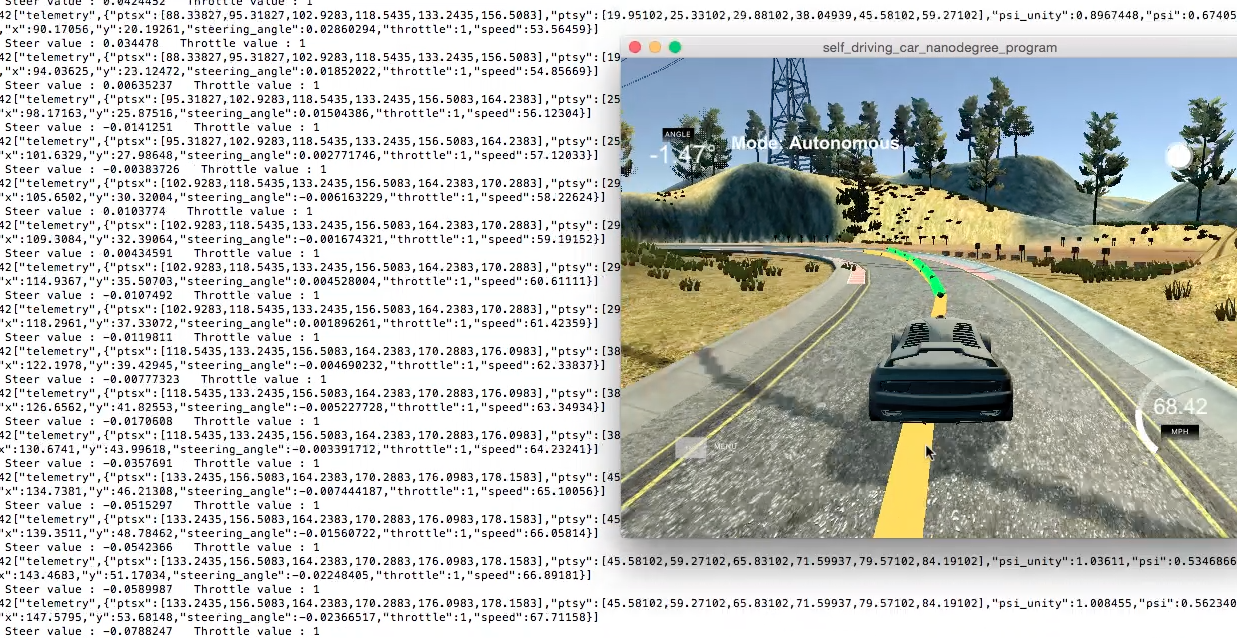 Steer value : 0.0424452   Throttle value : 1
42["telemetry",{"ptsx":[88.33827,95.31827,102.9283,118.5435,133.2435,156.5083],"ptsy":[19.95102,25.33102,29.88102,38.04939,45.58102,59.27102],"psi_unity":0.8967448,"psi":0.67405
"x":90.17056,"y":20.19261,"steering_angle":0.02860294,"throttle":1,"speed":53.56459}]
Steer value : 0.034478   Throttle value : 1
42["telemetry",{"ptsx":[88.33827,95.31827,102.9283,118.5435,133.2435,156.5083],"ptsy":[19
,"x":94.03625,"y":23.12472,"steering_angle":0.01852022,"throttle":1,"speed":54.85669}]
Steer value : 0.00635237   Throttle value : 1
42["telemetry",{"ptsx":[95.31827,102.9283,118.5435,133.2435,156.5083,164.2383],"ptsy":[25
"x":98.17163,"y":25.87516,"steering_angle":0.01504386,"throttle":1,"speed":56.12304}]
Steer value : -0.0141251   Throttle value : 1
42["telemetry",{"ptsx":[95.31827,102.9283,118.5435,133.2435,156.5083,164.2383],"ptsy":[25
"x":101.6329,"y":27.98648,"steering_angle":0.002771746,"throttle":1,"speed":57.12033}]
Steer value : -0.00383726   Throttle value : 1
42["telemetry",{"ptsx":[102.9283,118.5435,133.2435,156.5083,164.2383,170.2883],"ptsy":[29
"x":105.6502,"y":30.32004,"steering_angle":-0.006163229,"throttle":1,"speed":58.22624}]
Steer value : 0.0103774   Throttle value : 1
42["telemetry",{"ptsx":[102.9283,118.5435,133.2435,156.5083,164.2383,170.2883],"ptsy":[29
"x":109.3084,"y":32.39064,"steering_angle":-0.001674321,"throttle":1,"speed":59.19152}]
Steer value : 0.00434591   Throttle value : 1
42["telemetry",{"ptsx":[102.9283,118.5435,133.2435,156.5083,164.2383,170.2883],"ptsy":[29
"x":114.9367,"y":35.50703,"steering_angle":0.004528004,"throttle":1,"speed":60.61111}]
Steer value : -0.0107492   Throttle value : 1
42["telemetry",{"ptsx":[102.9283,118.5435,133.2435,156.5083,164.2383,170.2883],"ptsy":[29
"x":118.2961,"y":37.33072,"steering_angle":0.001896261,"throttle":1,"speed":61.42359}]
Steer value : -0.0119811   Throttle value : 1
42["telemetry",{"ptsx":[118.5435,133.2435,156.5083,164.2383,170.2883,176.0983],"ptsy":[38
"x":122.1978,"y":39.42945,"steering_angle":-0.004690232,"throttle":1,"speed":62.33837}]
Steer value : -0.00777323   Throttle value : 1
42["telemetry",{"ptsx":[118.5435,133.2435,156.5083,164.2383,170.2883,176.0983],"ptsy":[38
"x":126.6562,"y":41.82553,"steering_angle":-0.005227728,"throttle":1,"speed":63.34934}]
Steer value : -0.0170608   Throttle value : 1
42["telemetry",{"ptsx":[118.5435,133.2435,156.5083,164.2383,170.2883,176.0983],"ptsy":[38
"x":130.6741,"y":43.99618,"steering_angle":-0.003391712,"throttle":1,"speed":64.23241}]
Steer value : -0.0357691   Throttle value : 1
42["telemetry",{"ptsx":[133.2435,156.5083,164.2383,170.2883,176.0983,178.1583],"ptsy":[45
"x":134.7381,"y":46.21308,"steering_angle":-0.007444187,"throttle":1,"speed":65.10056}]
Steer value : -0.0515297   Throttle value : 1
42["telemetry",{"ptsx":[133.2435,156.5083,164.2383,170.2883,176.0983,178.1583],"ptsy":[45
"x":139.3511,"y":48.78462,"steering_angle":-0.01560722,"throttle":1,"speed":66.05814}]
Steer value : -0.0542366   Throttle value : 1
42["telemetry",{"ptsx":[133.2435,156.5083,164.2383,170.2883,176.0983,178.1583],"ptsy":[45.58102,59.27102,65.83102,71.59937,79.57102,84.19102],"psi_unity":1.03611,"psi":0.5346866
"x":143.4683,"y":51.17034,"steering_angle":-0.02248405,"throttle":1,"speed":66.89181}]
Steer value : -0.0589987   Throttle value : 1
42["telemetry",{"ptsx":[133.2435,156.5083,164.2383,170.2883,176.0983,178.1583],"ptsy":[45.58102,59.27102,65.83102,71.59937,79.57102,84.19102],"psi_unity":1.008455,"psi":0.562340
"x":147.5795,"y":53.68148,"steering_angle":-0.02366517,"throttle":1,"speed":67.71158}]
Steer value : -0.0788247   Throttle value : 1
self_driving_car_nanodegree_program
ANGLE
-1.47°
Mode: Autonomous
68.42
MPH
MENU